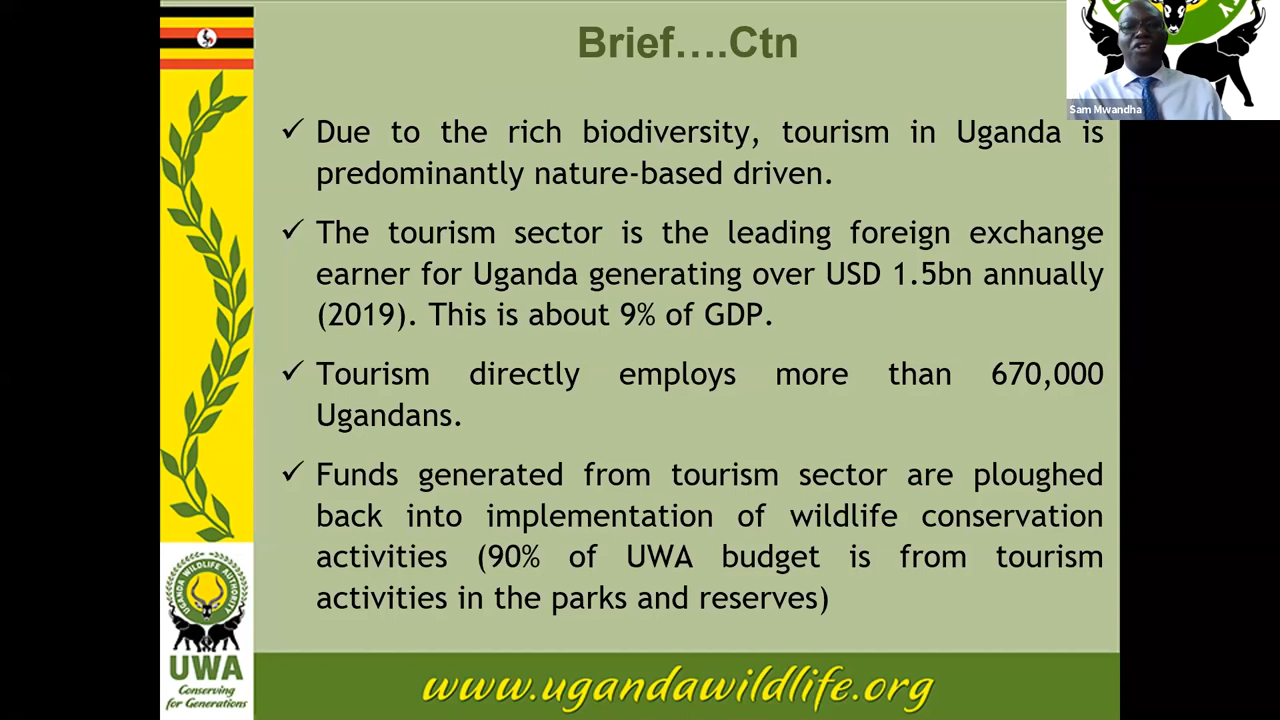 Brief....Ctn
Sam Mwandha
✓ Due to the rich biodiversity, tourism in Uganda is
predominantly nature-based driven.
✓ The tourism sector is the leading foreign exchange
earner for Uganda generating over USD 1.5bn annually
(2019). This is about 9% of GDP.
✓ Tourism directly employs more than 670,000
Ugandans.
✓ Funds generated from tourism sector are ploughed
back into implementation of wildlife conservation
activities (90% of UWA budget is from tourism
activities in the parks and reserves)
UGANDA WILDLIFE AUTHORITY
UWA
Conserving
for Generations
www.ugandawildlife.org